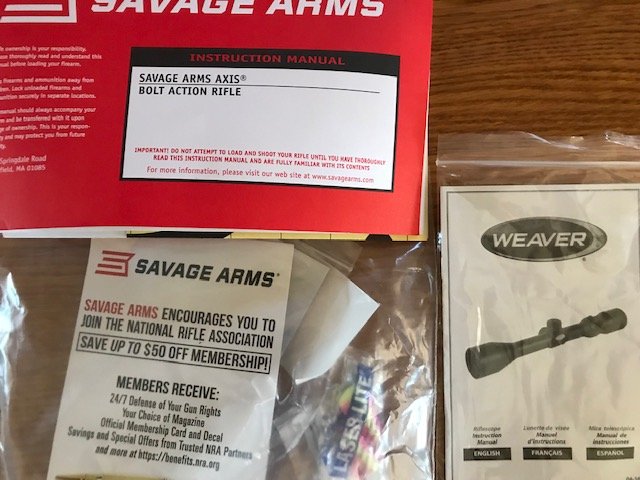 SAVAGE ARMS
ownership is your responsibility,
thoroughly read and understand this
manual before loading your firearm.
firearms and ammunition away from
Lock unloaded firearms and
ammunition securely in separate locations.
manual should always accompany your
and be transferred with it upon
of ownership. This is your respon-
and may protect you from future
Springdale Road
MA 01085
INSTRUCTION MANUAL
SAVAGE ARMS AXIS®
BOLT ACTION RIFLE
IMPORTANT! DO NOT ATTEMPT TO LOAD AND SHOOT YOUR RIFLE UNTIL YOU HAVE THOROUGHLY
READ THIS INSTRUCTION MANUAL AND ARE FULLY FAMILIAR WITH ITS CONTENTS
For more information, please visit our web site at www.savagearms.com
SAVAGE ARMS
SAVAGE ARMS ENCOURAGES YOU TO
JOIN THE NATIONAL RIFLE ASSOCIATION
SAVE UP TO $50 OFF MEMBERSHIP!
MEMBERS RECEIVE:
24/7 Defense of Your Gun Rights
Your Choice of Magazine
Official Membership Card and Decal
Savings and Special Offers from Trusted NRA Partners
and more at https://benefits.nra.org
LASER LITE
WEAVER
Riflescope
Instruction
Manual
ENGLISH
Lunette de visée
Manuel
d'instructions
FRANÇAIS
Mira telescópica
Manual de
instrucciones
ESPAÑOL